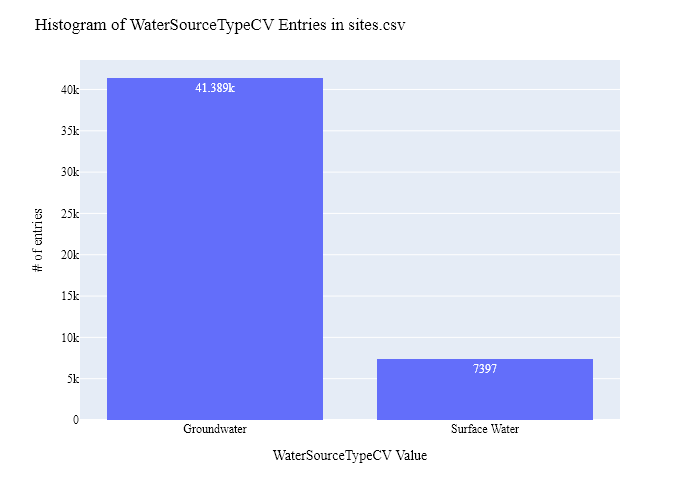 Histogram of WaterSourceTypeCV Entries in sites.csv
41.389k
40k
35k
30k
25k
20k
15k
10k
5k
0
# of entries
7397
Groundwater
Surface Water
WaterSourceTypeCV Value